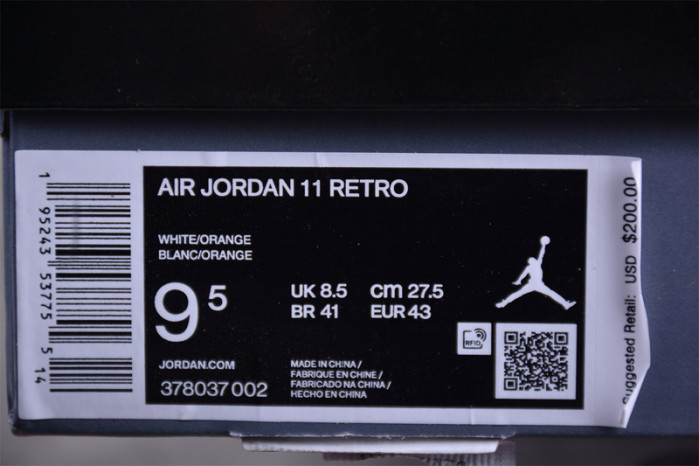 AIR JORDAN 11 RETRO
WHITE/ORANGE
BLANC/ORANGE
9 5
UK 8.5 cm 27.5
BR 41 EUR 43
RFID
JORDAN.COM
378037 002
MADE IN CHINA /
FABRIQUE EN CHINE /
FABRICADO NA CHINA /
HECHO EN CHINA
1 95243 53775 5 14
Suggested Retail: USD $200.00